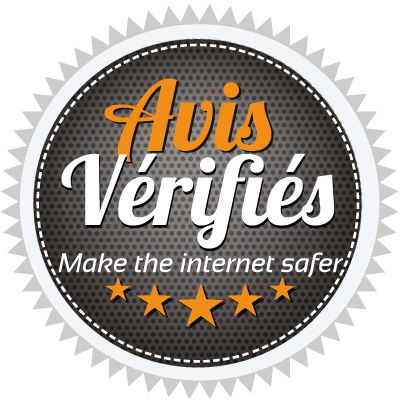 Avis
Vérifiés
Make the internet safer